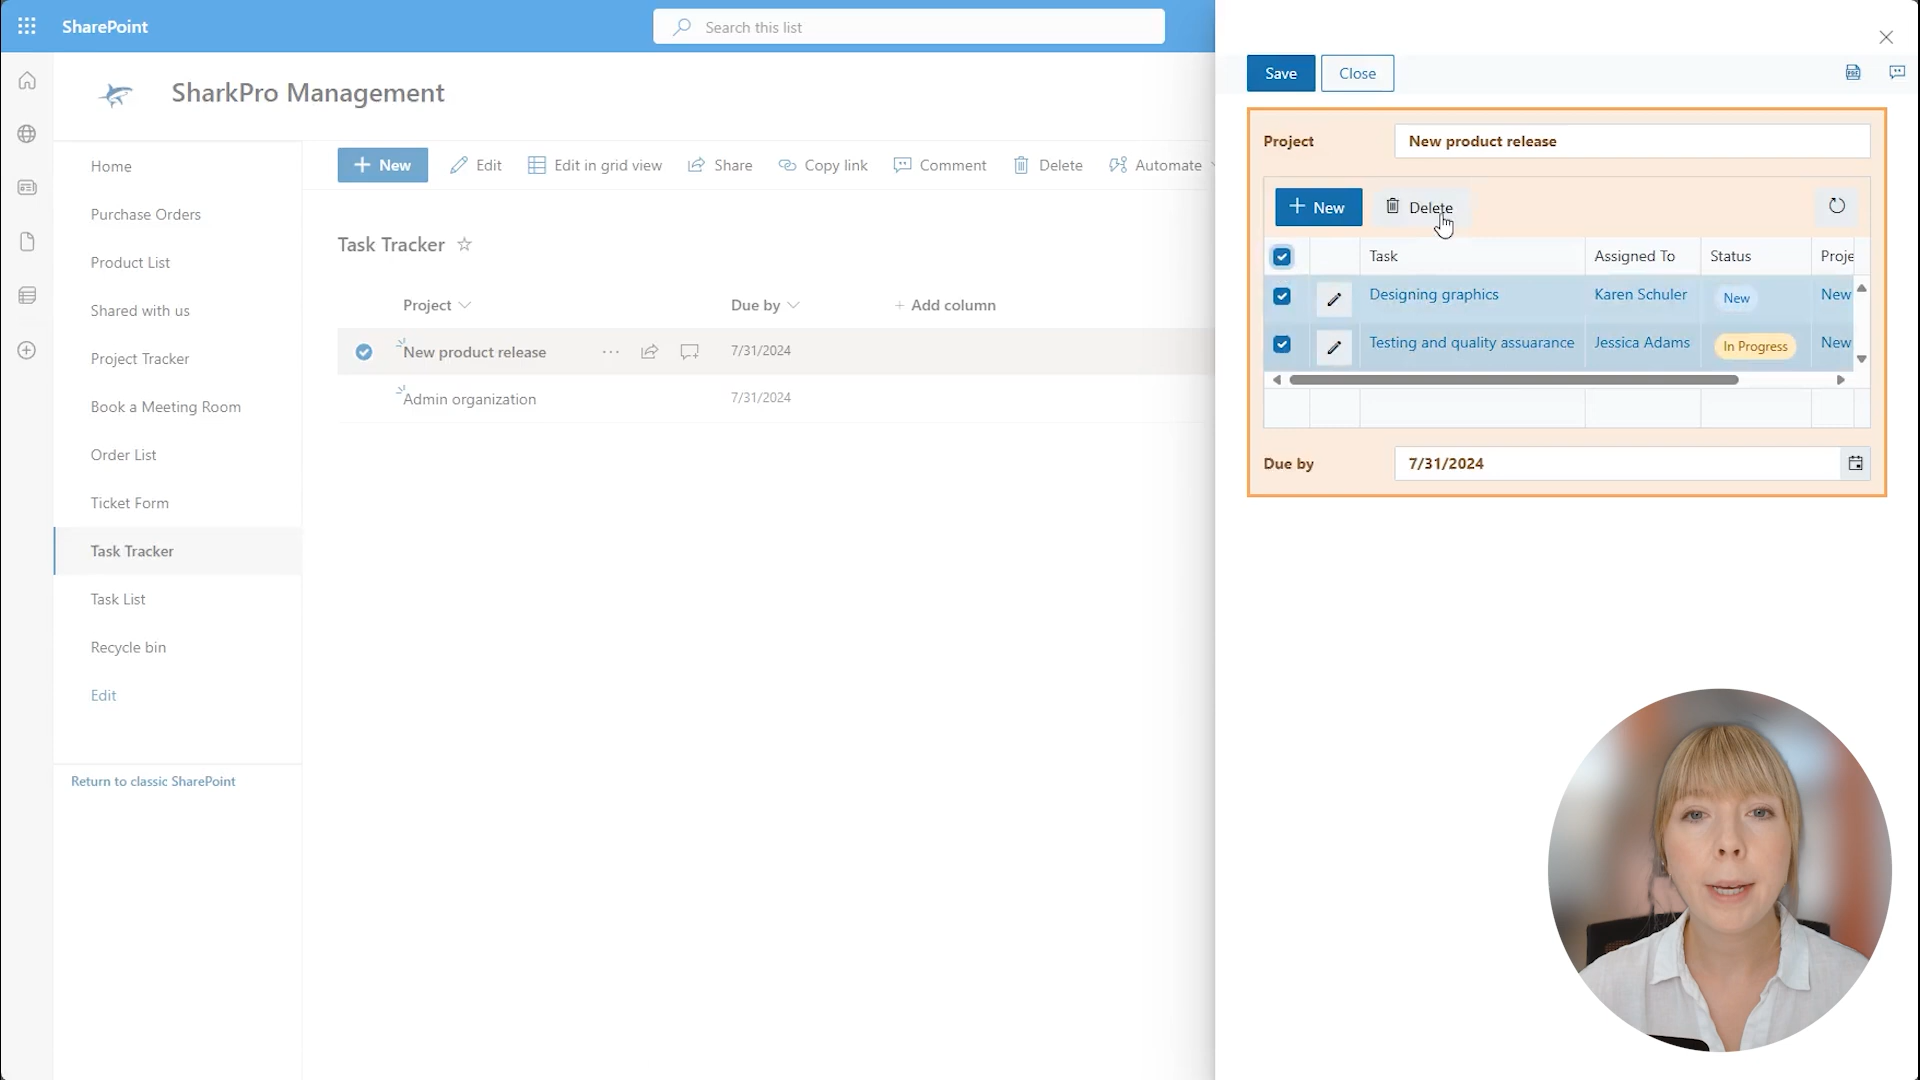 SharePoint
Search this list
SharkPro Management
Home
Purchase Orders
Product List
Shared with us
Project Tracker
Book a Meeting Room
Order List
Ticket Form
Task Tracker
Task List
Recycle bin
Edit
Return to classic SharePoint
New Edit Edit in grid view Share Copy link Comment Delete Automate
Task Tracker
Project Due by Add column
New product release 7/31/2024
Admin organization 7/31/2024
Save Close
Project New product release
New Delete
Task Assigned To Status Proje
Designing graphics Karen Schuler New New
Testing and quality assuarance Jessica Adams In Progress New
Due by 7/31/2024